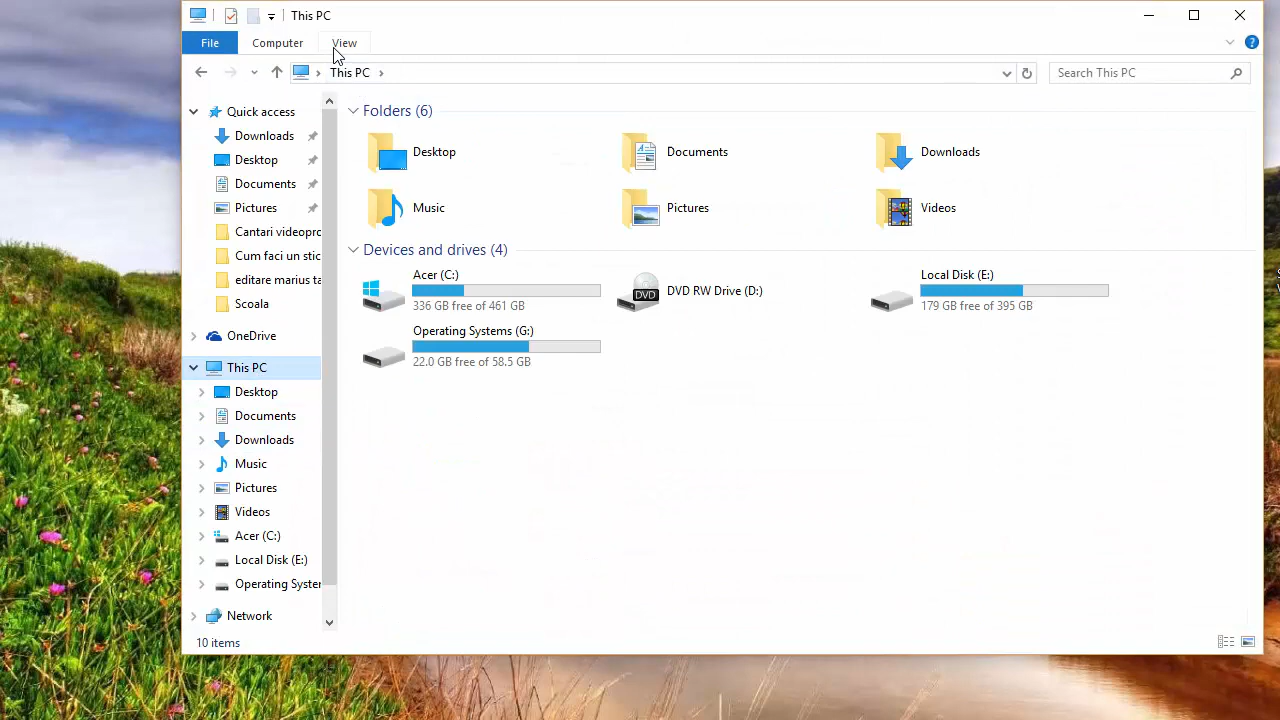 This PC
File
Computer
View
This PC
Search This PC
Quick access
Downloads
Desktop
Documents
Pictures
Cantari videopro
Cum faci un stic
editare marius ta
Scoala
OneDrive
This PC
Desktop
Documents
Downloads
Music
Pictures
Videos
Acer (C:)
Local Disk (E:)
Operating System
Network
Folders (6)
Desktop
Documents
Downloads
Music
Pictures
Videos
Devices and drives (4)
Acer (C:)
336 GB free of 461 GB
DVD
DVD RW Drive (D:)
Local Disk (E:)
179 GB free of 395 GB
Operating Systems (G:)
22.0 GB free of 58.5 GB
10 items